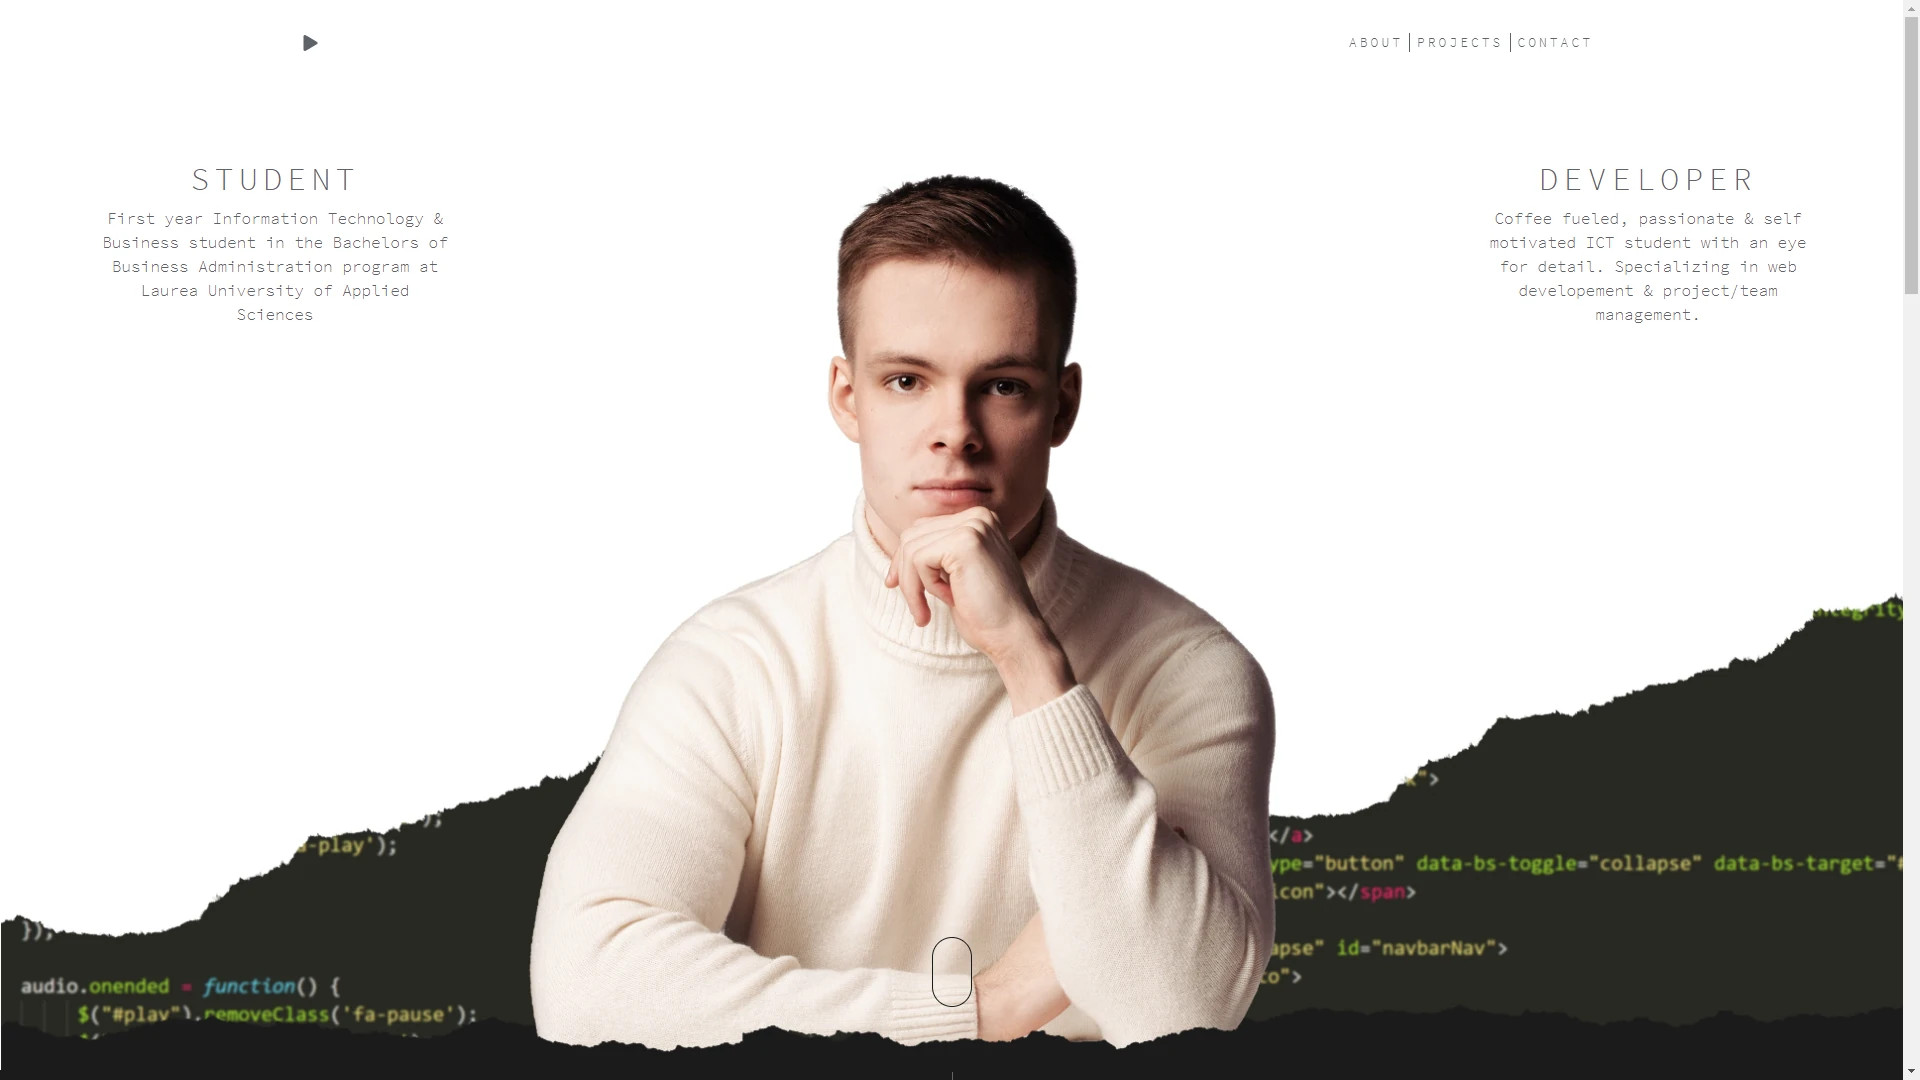 ABOUT PROJECTS CONTACT
STUDENT
First year Information Technology &
Business student in the Bachelors of
Business Administration program at
Laurea University of Applied
Sciences
DEVELOPER
Coffee fueled, passionate & self
motivated ICT student with an eye
for detail. Specializing in web
developement & project/team
management.
);
a-play');
}),
audio.onended = function() {
$("#play").removeClass('fa-pause');
">
</a>
ype="button" data-bs-toggle="collapse" data-bs-target="#
icon"></span>
apse" id="navbarNav">
co">